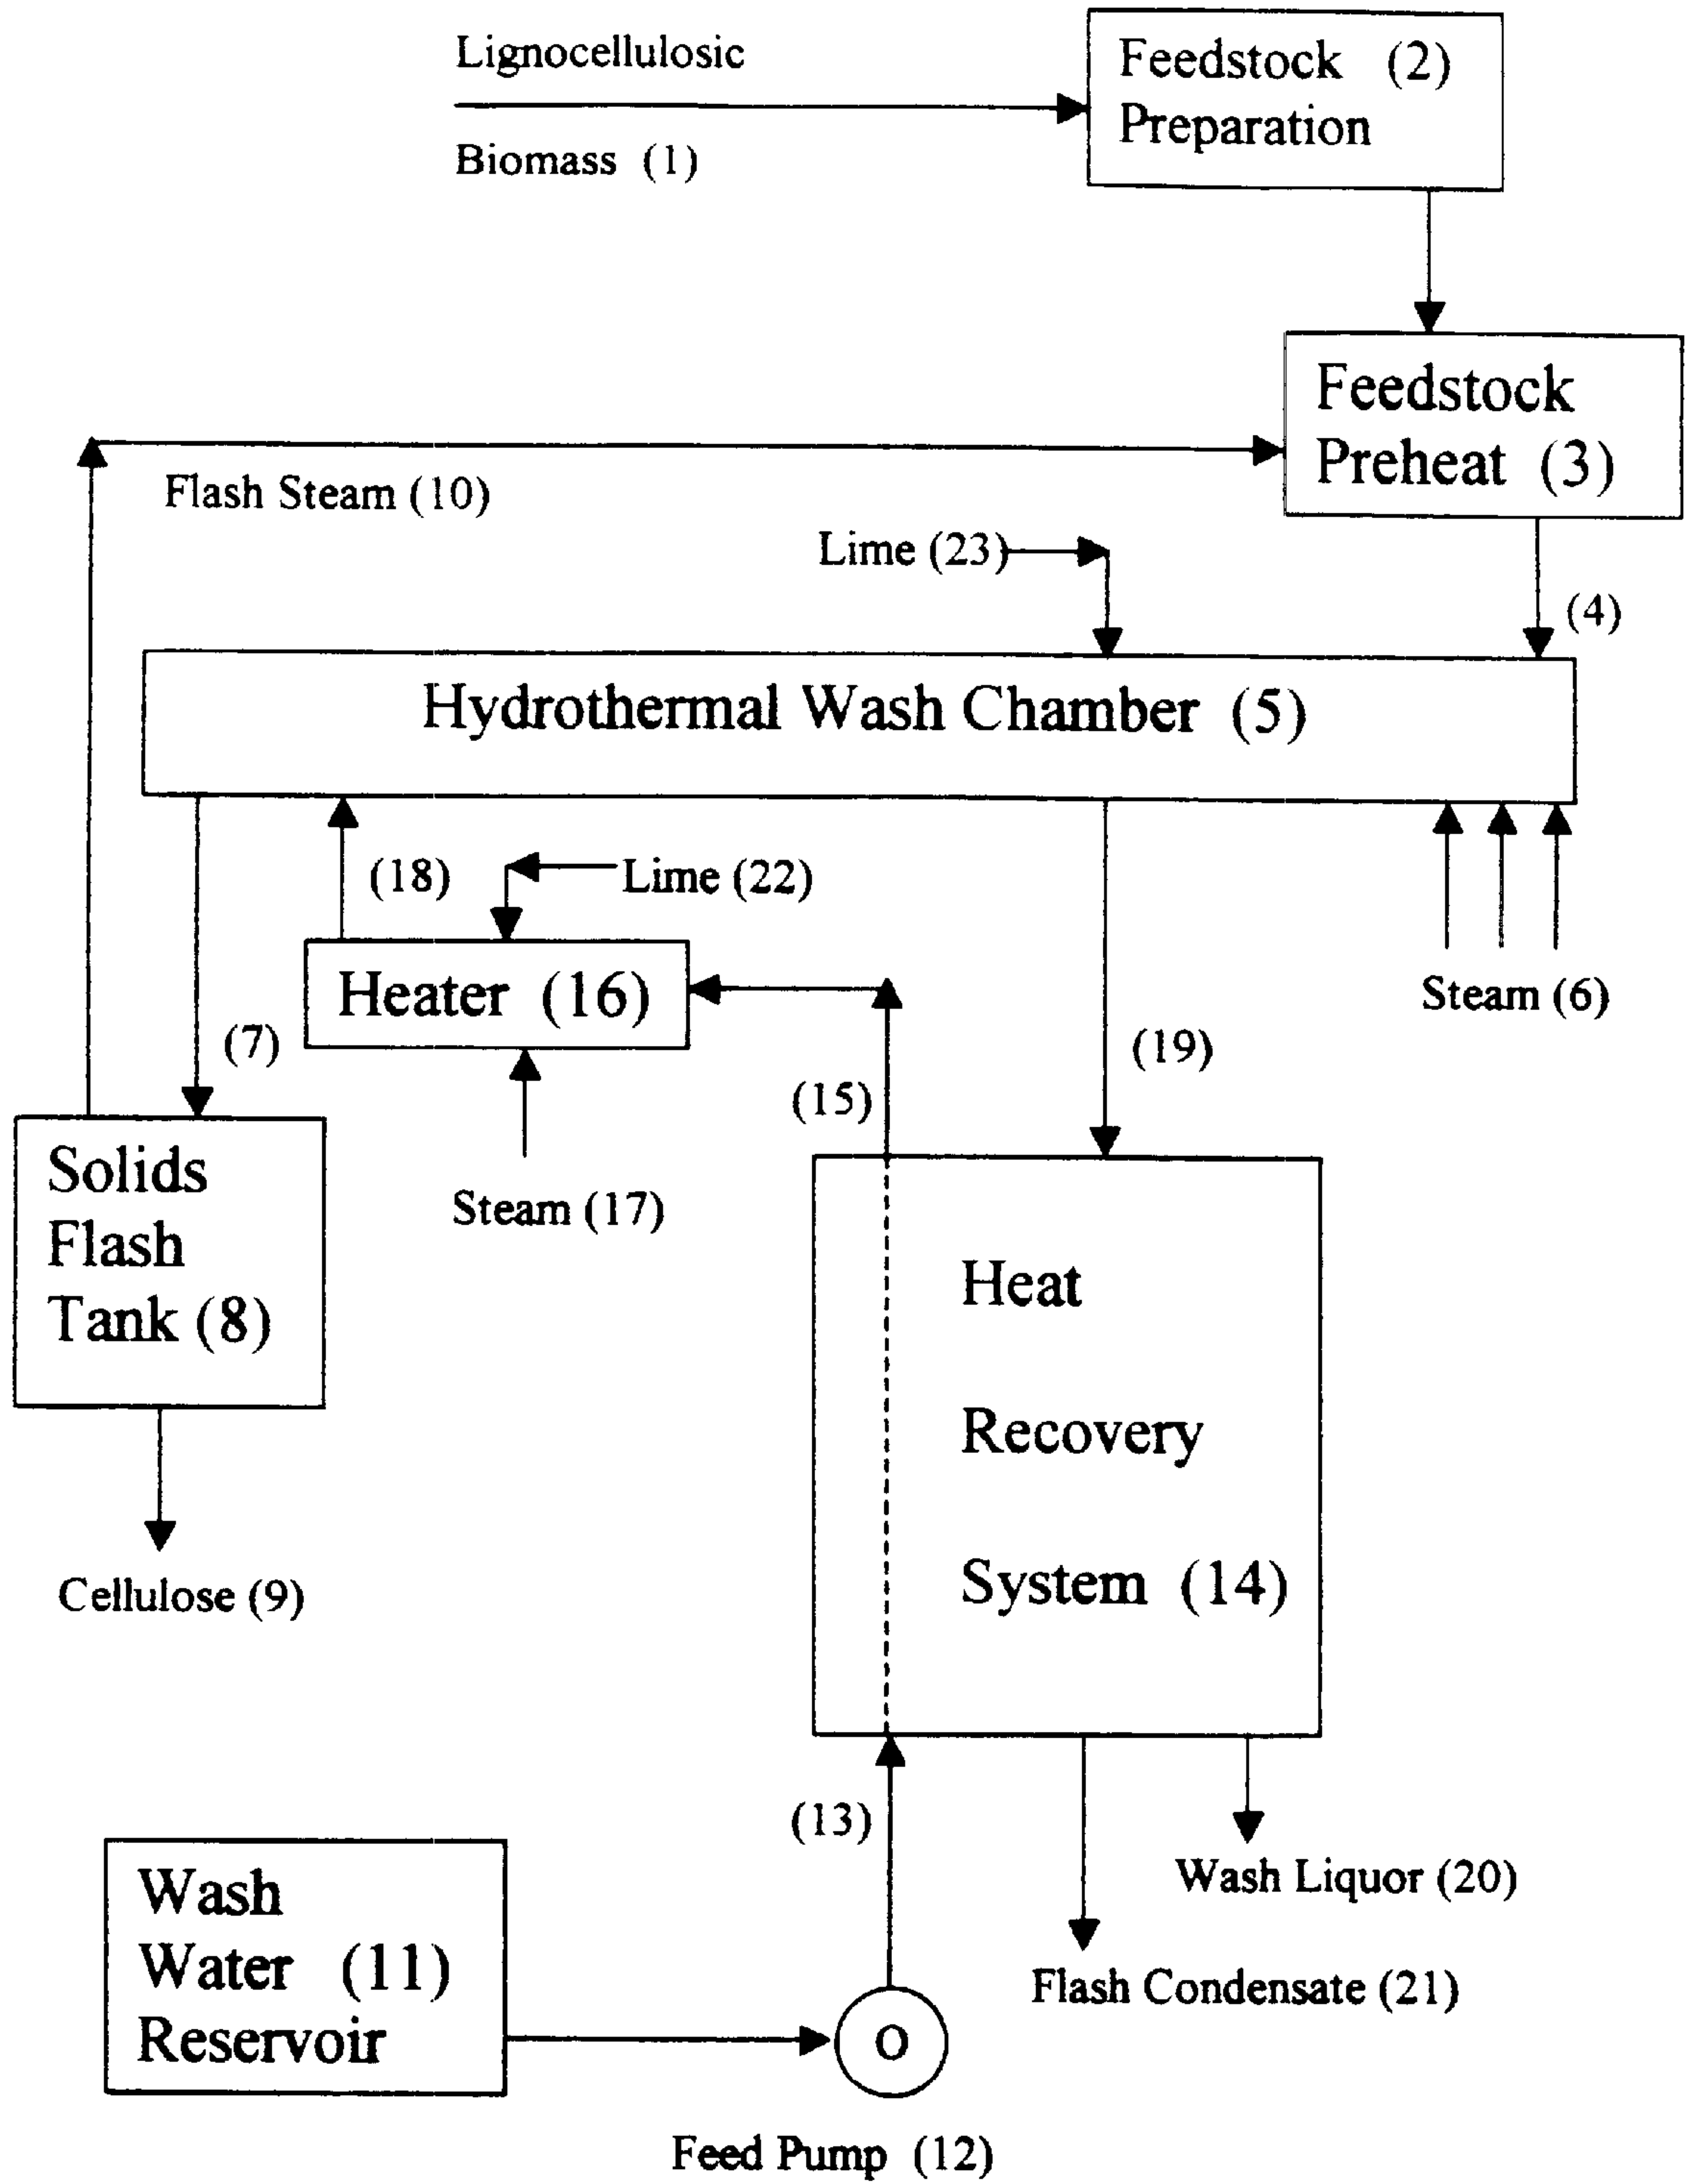 Lignocellulosic
Biomass (1)
Feedstock (2)
Preparation
Feedstock
Preheat (3)
Flash Steam (10)
Lime (23)
(4)
Hydrothermal Wash Chamber (5)
(18)
Lime (22)
Heater (16)
Steam (6)
(7)
(19)
(15)
Solids
Flash
Tank (8)
Steam (17)
Heat
Recovery
System (14)
Cellulose (9)
(13)
Wash Liquor (20)
Wash
Water (11)
Reservoir
Flash Condensate (21)
O
Feed Pump (12)